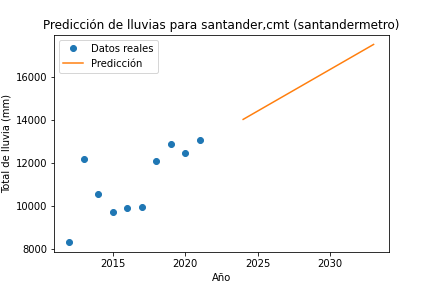 Predicción de lluvias para santander,cmt (santandermetro)
Datos reales
Predicción
Total de lluvia (mm)
16000
14000
12000
10000
8000
2015
2020
2025
2030
Año